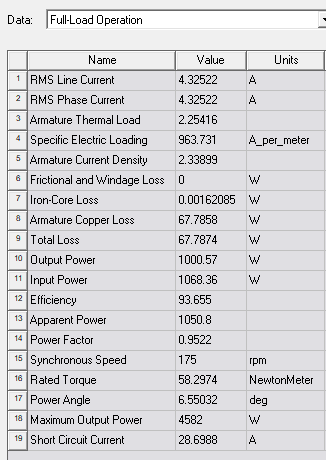 Data: Full-Load Operation
Name Value Units
1 RMS Line Current 4.32522 A
2 RMS Phase Current 4.32522 A
3 Armature Thermal Load 2.25416
4 Specific Electric Loading 963.731 A_per_meter
5 Armature Current Density 2.33899
6 Frictional and Windage Loss 0 W
7 Iron-Core Loss 0.00162085 W
8 Armature Copper Loss 67.7858 W
9 Total Loss 67.7874 W
10 Output Power 1000.57 W
11 Input Power 1068.36 W
12 Efficiency 93.655
13 Apparent Power 1050.8
14 Power Factor 0.9522
15 Synchronous Speed 175 rpm
16 Rated Torque 58.2974 NewtonMeter
17 Power Angle 6.55032 deg
18 Maximum Output Power 4582 W
19 Short Circuit Current 28.6988 A